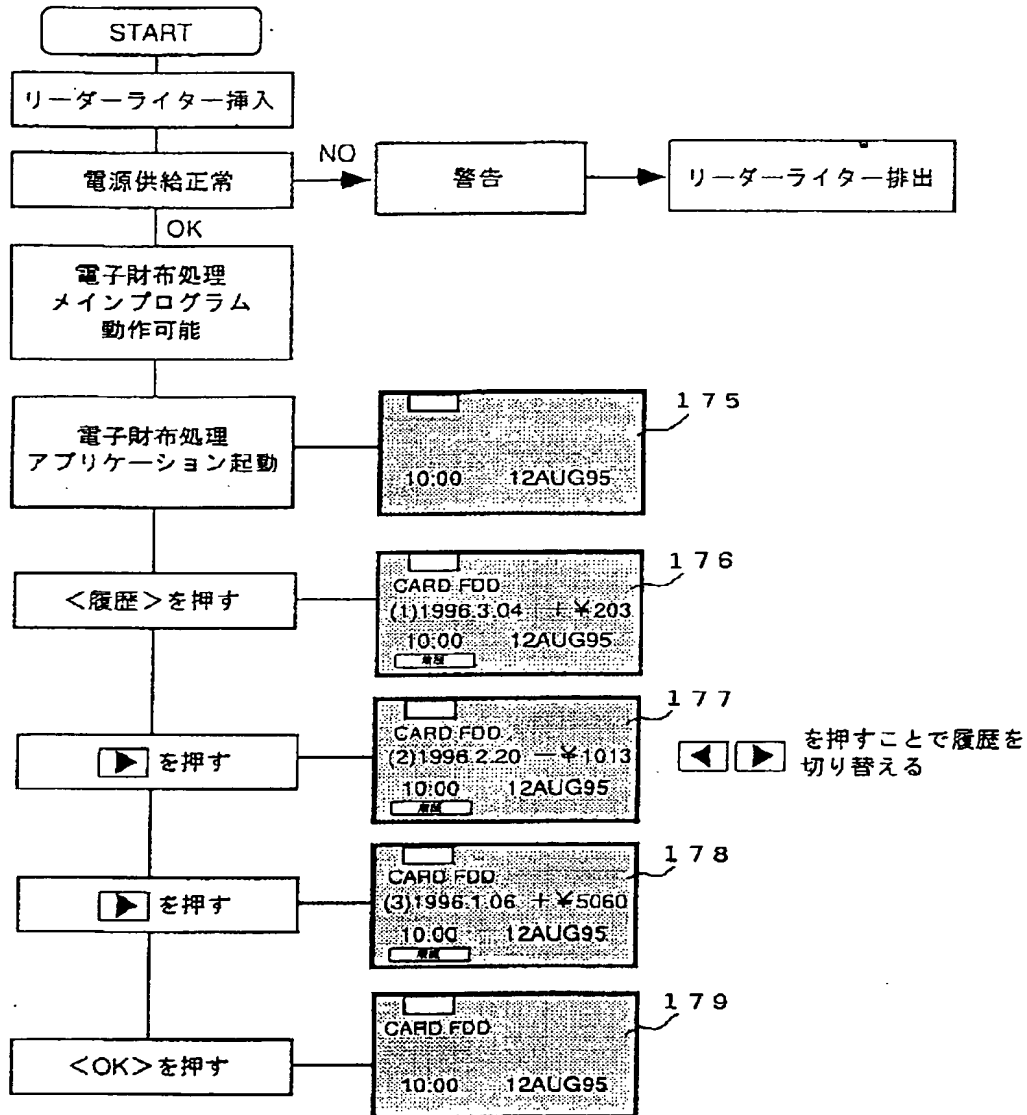 START
リーダーライター挿入
電源供給正常
NO
警告
リーダーライター排出
OK
電子財布処理
メインプログラム
動作可能
電子財布処理
アプリケーション起動
175
10:00 12AUG95
<履歴>を押す
176
CARD FDD
(1)1996.3.04 +¥203
10:00 12AUG95
履歴
▶を押す
177
CARD FDD
(2)1996.2.20 —¥1013
10:00 12AUG95
履歴
◀ ▶ を押すことで履歴を
切り替える
▶を押す
178
CARD FDD
(3)1996.1.06 +¥5060
10:00 12AUG95
履歴
<OK>を押す
179
CARD FDD
10:00 12AUG95